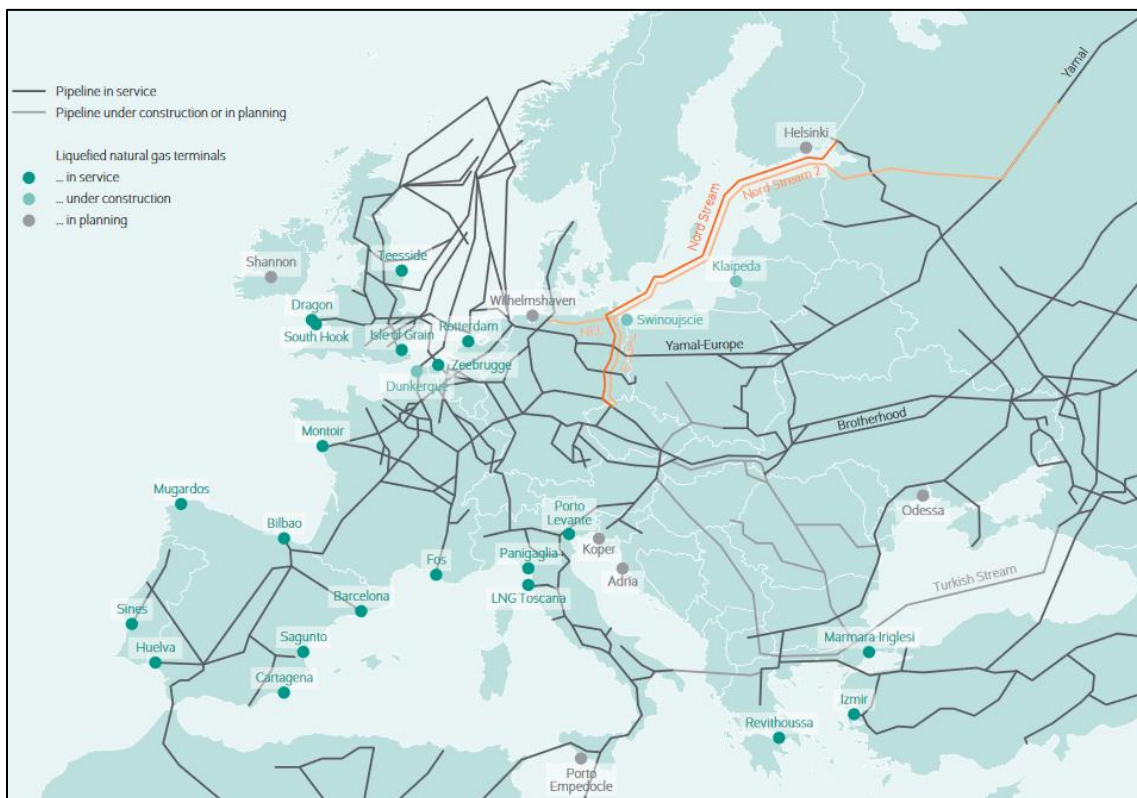 Pipeline in service
Pipeline under construction or in planning
Liquefied natural gas terminals
... in service
... under construction
... in planning
Yamal
Helsinki
Nord Stream
Nord Stream 2
Klaipeda
Shannon
Teesside
Wilhelmshaven
Swinoujscie
Dragon
South Hook
Isle of Grain
Rotterdam
NEL
Zeebrugge
Yamal-Europe
Dunkerque
Brotherhood
Montoir
Mugardos
Bilbao
Porto
Levante
Odessa
Koper
Fos
Panigaglia
Adria
LNG Toscana
Turkish Stream
Barcelona
Sines
Sagunto
Marmara-Iriglesi
Huelva
Cartagena
Izmir
Revithoussa
Porto
Empedocle